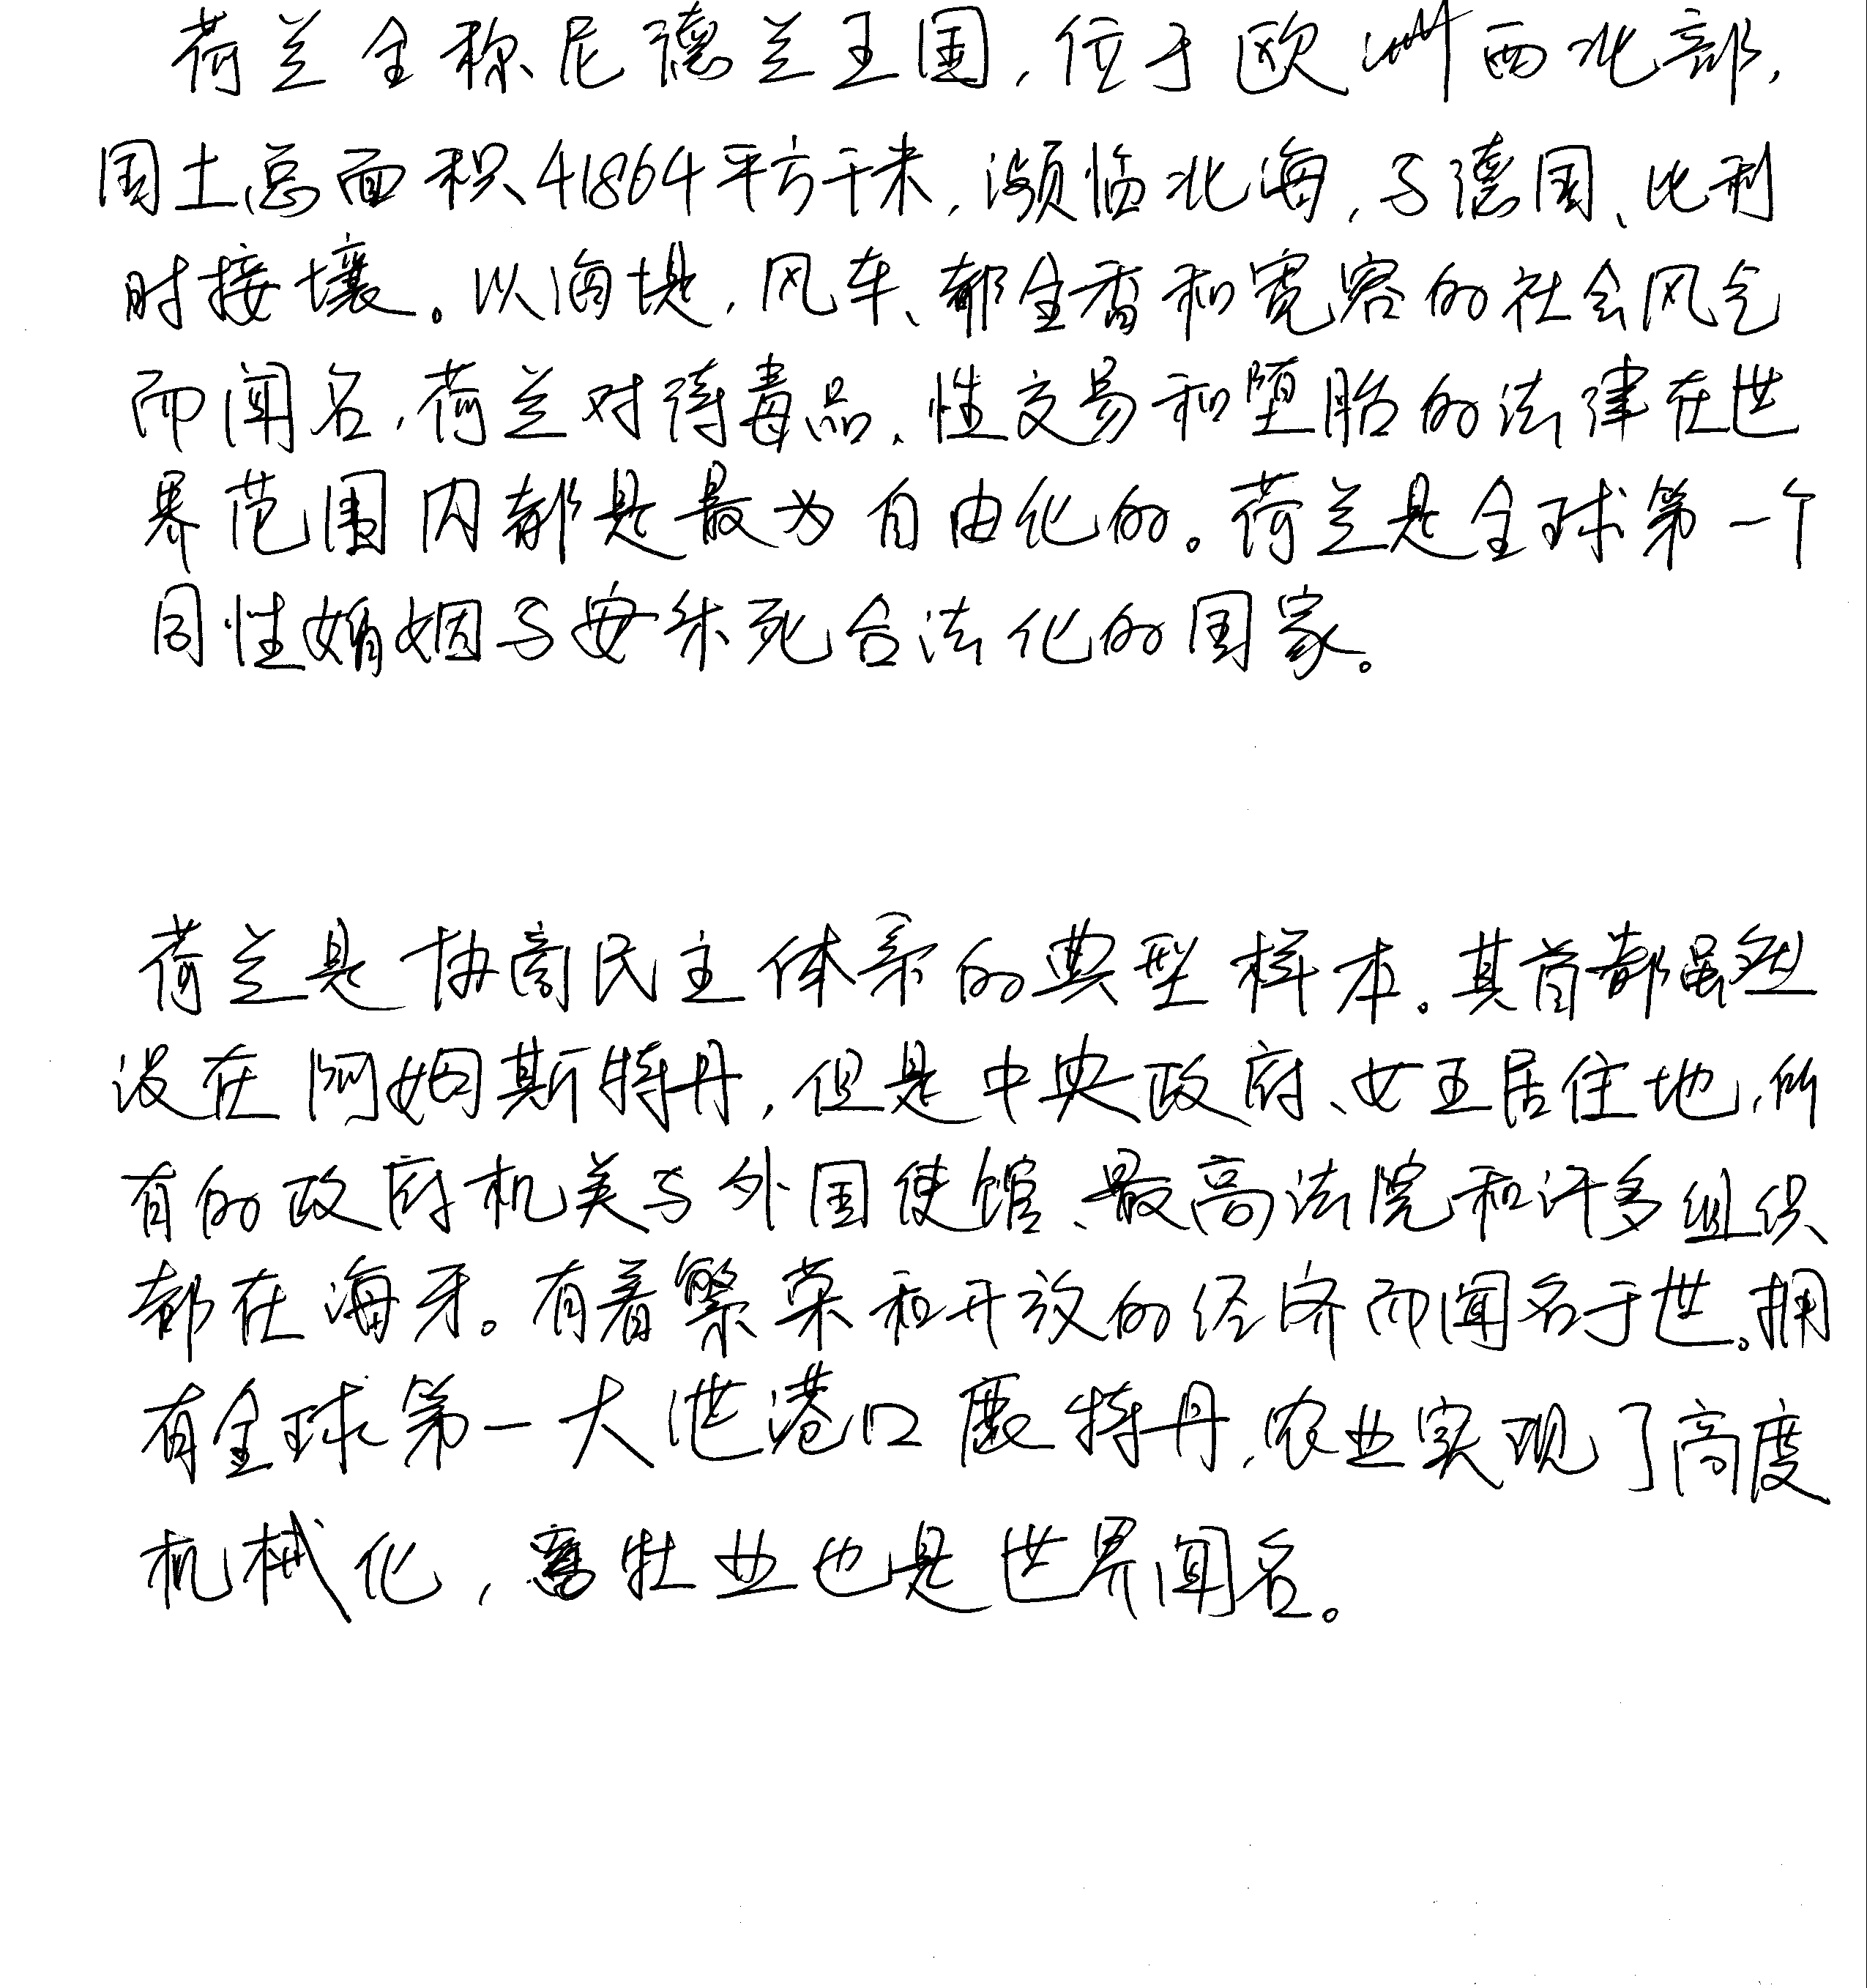 荷兰全称尼德兰王国,位于欧洲西北部,
国土总面积41864平方千米,濒临北海,与德国、比利
时接壤。以海堤,风车、郁金香和宽容的社会风气
而闻名,荷兰对待毒品、性交易和堕胎的法律在世
界范围内都是最为自由化的。荷兰是全球第一个
同性婚姻与安乐死合法化的国家。
荷兰是协商民主体系的典型样本。其首都虽然
设在阿姆斯特丹,但是中央政府、女王居住地,所
有的政府机关与外国使馆、最高法院和许多组织
都在海牙。有着繁荣和开放的经济而闻名于世。拥
有全球第一大港港口鹿特丹,农业实现了高度
机械化,畜牡业也是世界闻名。